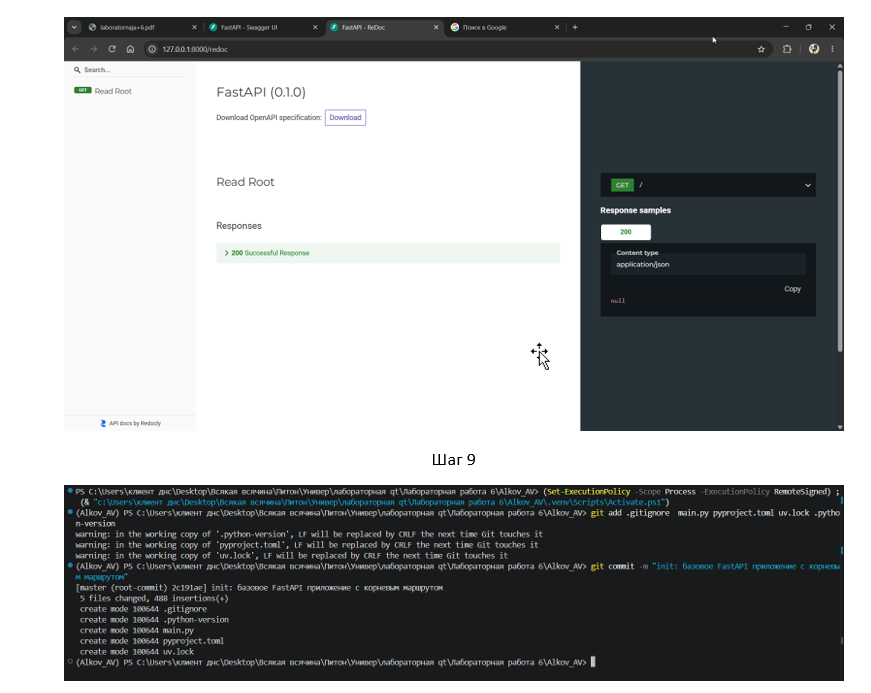 laboratornaja+6.pdf
FastAPI - Swagger UI
FastAPI - ReDoc
Поиск в Google
127.0.0.1:8000/redoc
Search...
GET Read Root
FastAPI (0.1.0)
Download OpenAPI specification: Download
Read Root
Responses
200 Successful Response
GET /
Response samples
200
Content type
application/json
Copy
null
API docs by Redocly
Шаг 9
PS C:\Users\клиент днс\Desktop\Всякая всячина\Питон\Универ\лабораторная qt\Лабораторная работа 6\Alkov_AV> (Set-ExecutionPolicy -Scope Process -ExecutionPolicy RemoteSigned) ;
(& "c:\Users\клиент днс\Desktop\Всякая всячина\Питон\Универ\лабораторная qt\Лабораторная работа 6\Alkov_AV\.venv\Scripts\Activate.ps1")
(Alkov_AV) PS C:\Users\клиент днс\Desktop\Всякая всячина\Питон\Универ\лабораторная qt\Лабораторная работа 6\Alkov_AV> git add .gitignore  main.py pyproject.toml uv.lock .pytho
n-version
warning: in the working copy of '.python-version', LF will be replaced by CRLF the next time Git touches it
warning: in the working copy of 'pyproject.toml', LF will be replaced by CRLF the next time Git touches it
warning: in the working copy of 'uv.lock', LF will be replaced by CRLF the next time Git touches it
(Alkov_AV) PS C:\Users\клиент днс\Desktop\Всякая всячина\Питон\Универ\лабораторная qt\Лабораторная работа 6\Alkov_AV> git commit -m "init: базовое FastAPI приложение с корневы
м маршрутом"
[master (root-commit) 2c191ae] init: базовое FastAPI приложение с корневым маршрутом
5 files changed, 488 insertions(+)
create mode 100644 .gitignore
create mode 100644 .python-version
create mode 100644 main.py
create mode 100644 pyproject.toml
create mode 100644 uv.lock
(Alkov_AV) PS C:\Users\клиент днс\Desktop\Всякая всячина\Питон\Универ\лабораторная qt\Лабораторная работа 6\Alkov_AV>